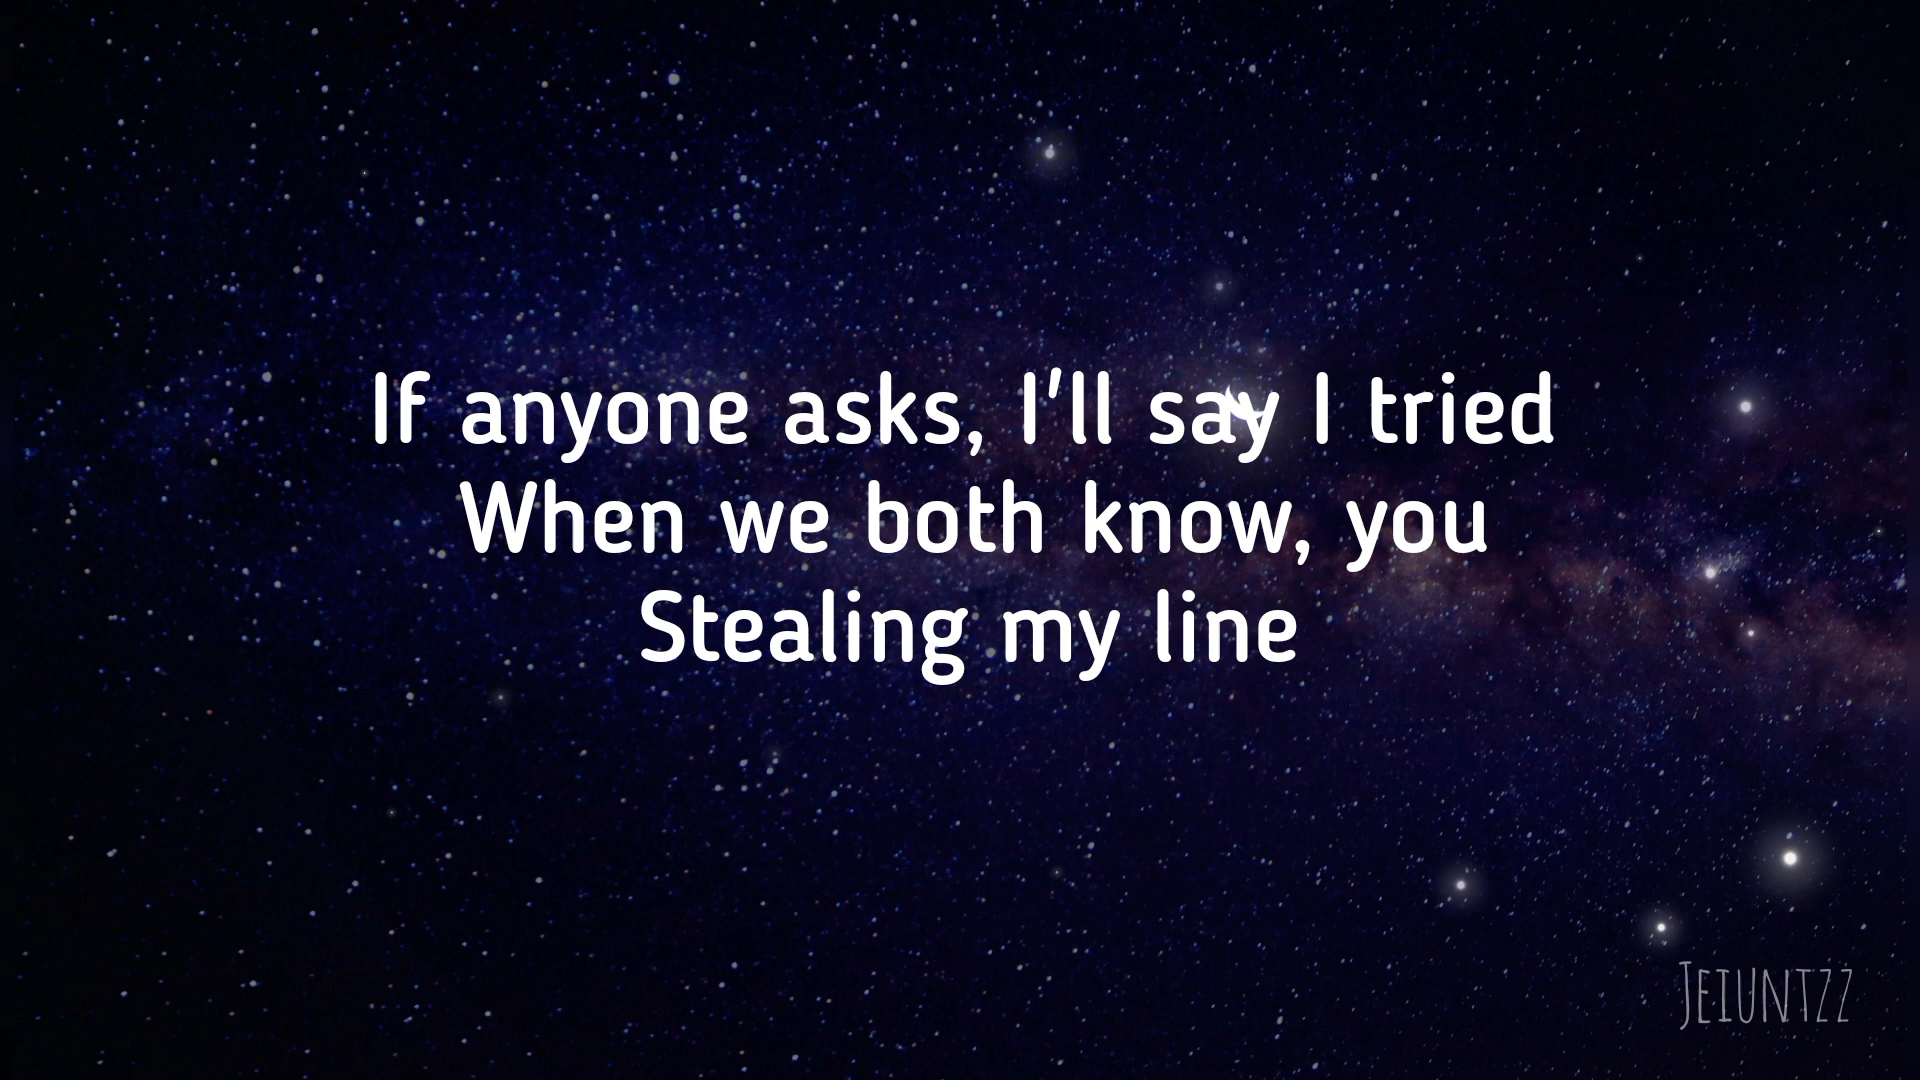 If anyone asks, I'll say I tried
When we both know, you
Stealing my line
Jeiuntzz